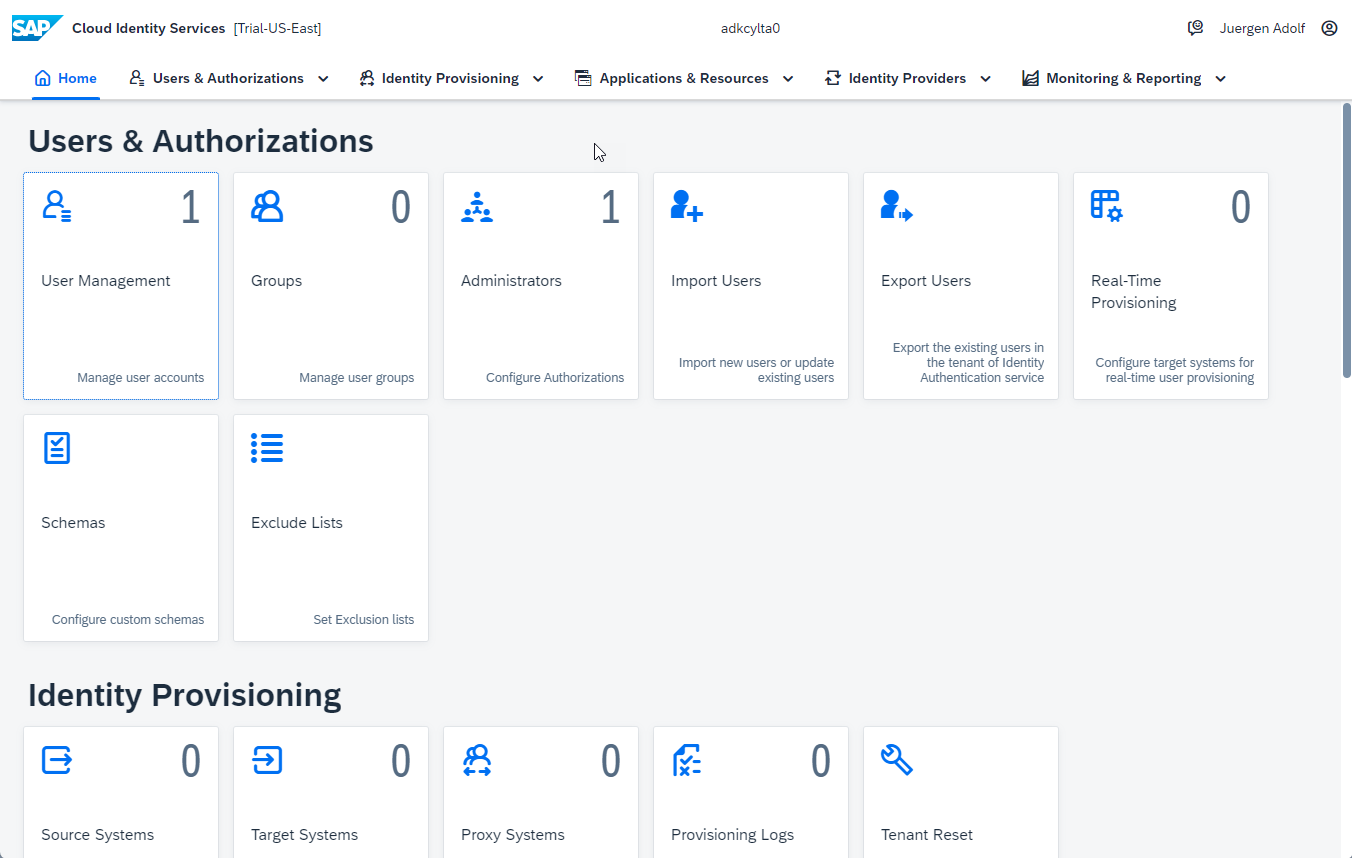 SAP Cloud Identity Services [Trial-US-East] adkcylta0 Juergen Adolf
Home Users & Authorizations Identity Provisioning Applications & Resources Identity Providers Monitoring & Reporting
Users & Authorizations
1
User Management
Manage user accounts
0
Groups
Manage user groups
1
Administrators
Configure Authorizations
Import Users
Import new users or update
existing users
Export Users
Export the existing users in
the tenant of Identity
Authentication service
0
Real-Time
Provisioning
Configure target systems for
real-time user provisioning
Schemas
Configure custom schemas
Exclude Lists
Set Exclusion lists
Identity Provisioning
0
Source Systems
0
Target Systems
0
Proxy Systems
0
Provisioning Logs
Tenant Reset